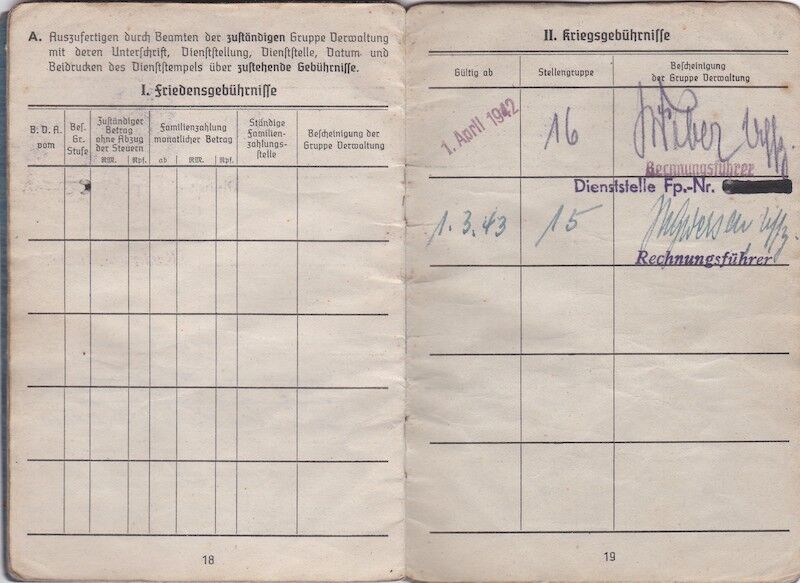 A. Auszufertigen durch Beamten der zuständigen Gruppe Verwaltung
mit deren Unterschrift, Dienststellung, Dienststelle, Datum und
Beidrucken des Dienststempels über zustehende Gebührnisse.
I. Friedensgebührnisse
B. D. A.
vom
Bes.
Gr.
Stufe
Zuständiger
Betrag
ohne Abzug
der Steuern
RM. Rpf.
Familienzahlung
monatlicher Betrag
ab RM. Rpf.
Ständige
Familien-
zahlungs-
stelle
Bescheinigung der
Gruppe Verwaltung
18
II. Kriegsgebührnisse
Gültig ab
Stellengruppe
Bescheinigung
der Gruppe Verwaltung
1. April 1942
16
Weber Uffz.
Rechnungsführer
Dienststelle Fp.-Nr.
1.3.43
15
Uffz.
Rechnungsführer
19